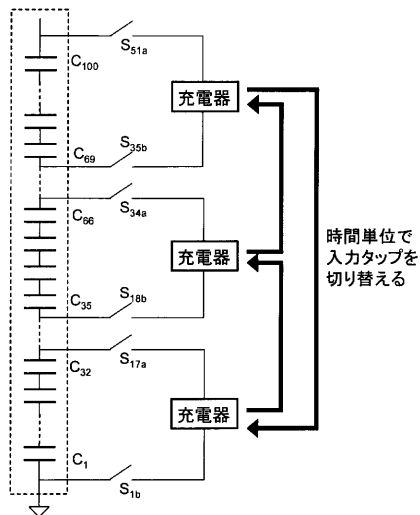 S51a
C100
充電器
C69
S35b
S34a
C66
時間単位で
入力タップを
切り替える
充電器
C35
S18b
S17a
C32
充電器
C1
S1b